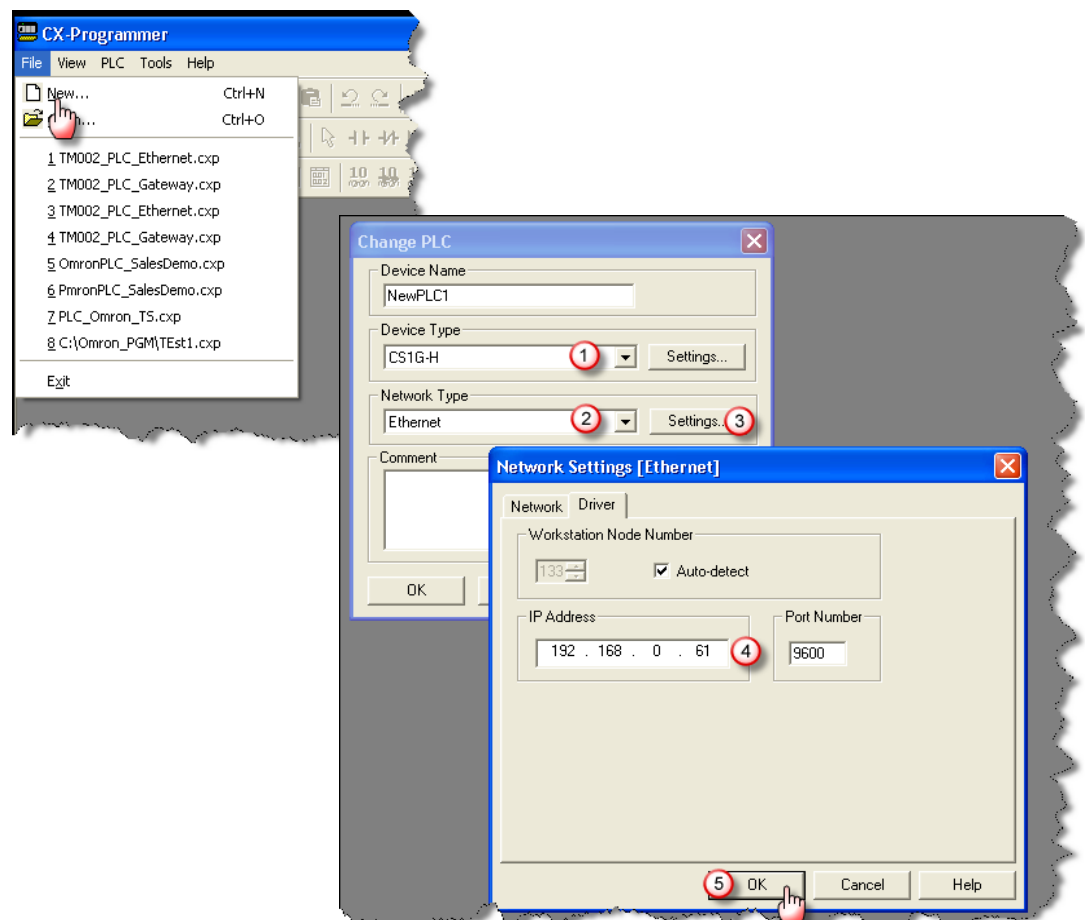 CX-Programmer
File View PLC Tools Help
New... Ctrl+N
Ctrl+O
1 TM002_PLC_Ethernet.cxp
2 TM002_PLC_Gateway.cxp
3 TM002_PLC_Ethernet.cxp
4 TM002_PLC_Gateway.cxp
5 OmronPLC_SalesDemo.cxp
6 PmronPLC_SalesDemo.cxp
7 PLC_Omron_TS.cxp
8 C:\Omron_PGM\TEst1.cxp
Exit
10 10
Change PLC
Device Name
NewPLC1
Device Type
CS1G-H 1 Settings...
Network Type
Ethernet 2 Settings.. 3
Comment
OK
Network Settings [Ethernet]
Network Driver
Workstation Node Number
133 Auto-detect
IP Address Port Number
192 . 168 . 0 . 61 4 9600
5 OK Cancel Help